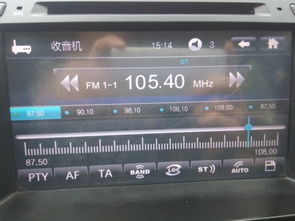 收音机 15:14 3
ST
FM 1-1 105.40 MHz
87.50 90.10 98.10 106.10 108.00 87.50
87.50 108.00
PTY AF TA BAND LOC ST AUTO